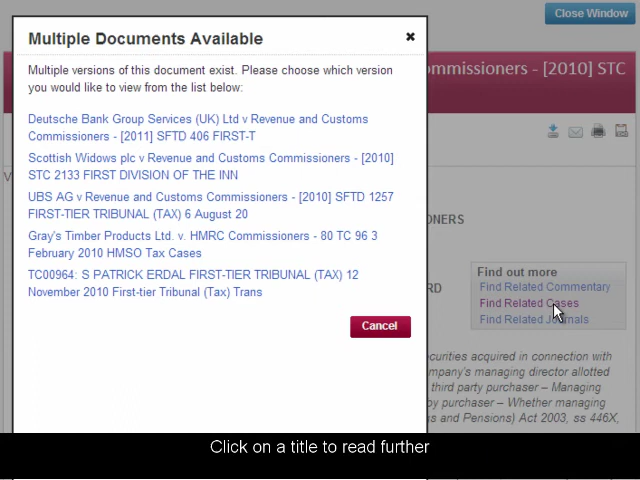 Close Window
Multiple Documents Available
ommissioners - [2010] STC
Multiple versions of this document exist. Please choose which version
you would like to view from the list below:
Deutsche Bank Group Services (UK) Ltd v Revenue and Customs
Commissioners - [2011] SFTD 406 FIRST-T
Scottish Widows plc v Revenue and Customs Commissioners - [2010]
STC 2133 FIRST DIVISION OF THE INN
V
UBS AG v Revenue and Customs Commissioners - [2010] SFTD 1257
FIRST-TIER TRIBUNAL (TAX) 6 August 20
IONERS
Gray's Timber Products Ltd. v. HMRC Commissioners - 80 TC 96 3
February 2010 HMSO Tax Cases
TC00964: S PATRICK ERDAL FIRST-TIER TRIBUNAL (TAX) 12
November 2010 First-tier Tribunal (Tax) Trans
Cancel
RD
Find out more
Find Related Commentary
Find Related Cases
Find Related Journals
ecurities acquired in connection with
ompany's managing director allotted
third party purchaser – Managing
by purchaser – Whether managing
gs and Pensions) Act 2003, ss 446X,
Click on a title to read further